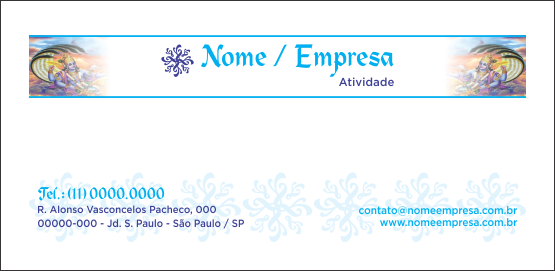 Nome / Empresa
Atividade
Tel.: (11) 0000.0000
R. Alonso Vasconcelos Pacheco, 000
00000-000 - Jd. S. Paulo - São Paulo / SP
contato@nomeempresa.com.br
www.nomeempresa.com.br